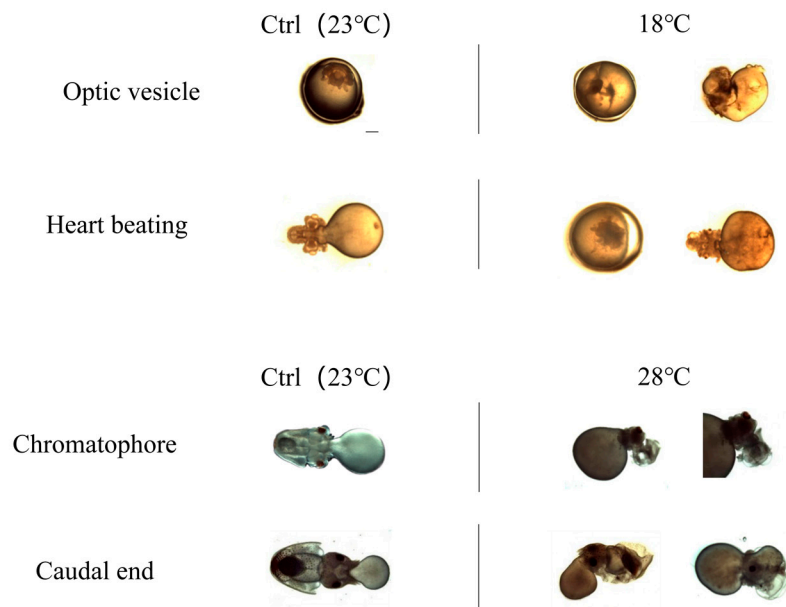 Ctrl (23℃) 18℃
Optic vesicle
Heart beating
Ctrl (23℃) 28℃
Chromatophore
Caudal end